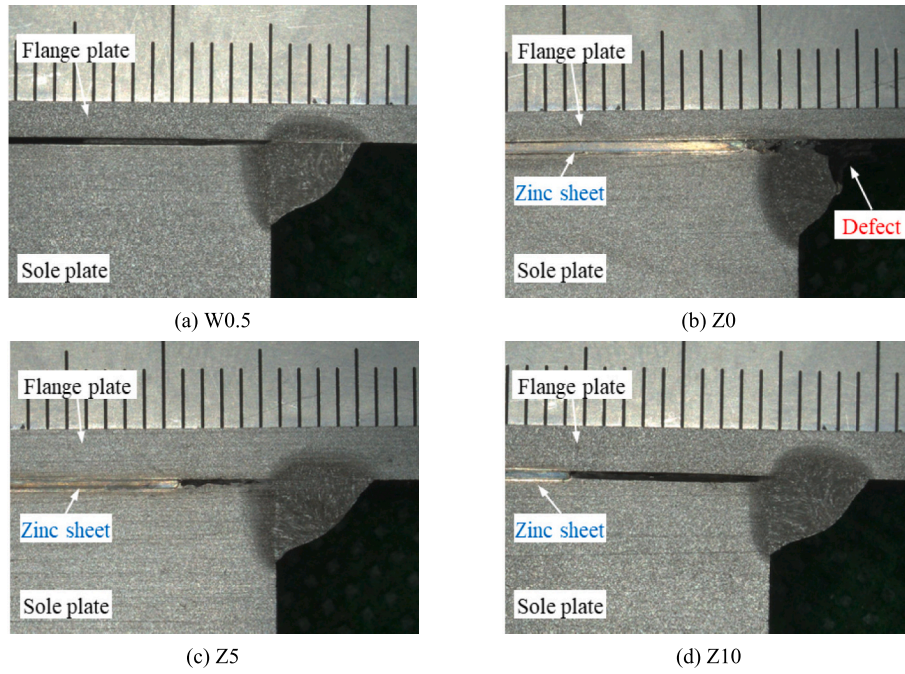 Flange plate
Sole plate
(a) W0.5
Flange plate
Zinc sheet
Defect
Sole plate
(b) Z0
Flange plate
Zinc sheet
Sole plate
(c) Z5
Flange plate
Zinc sheet
Sole plate
(d) Z10